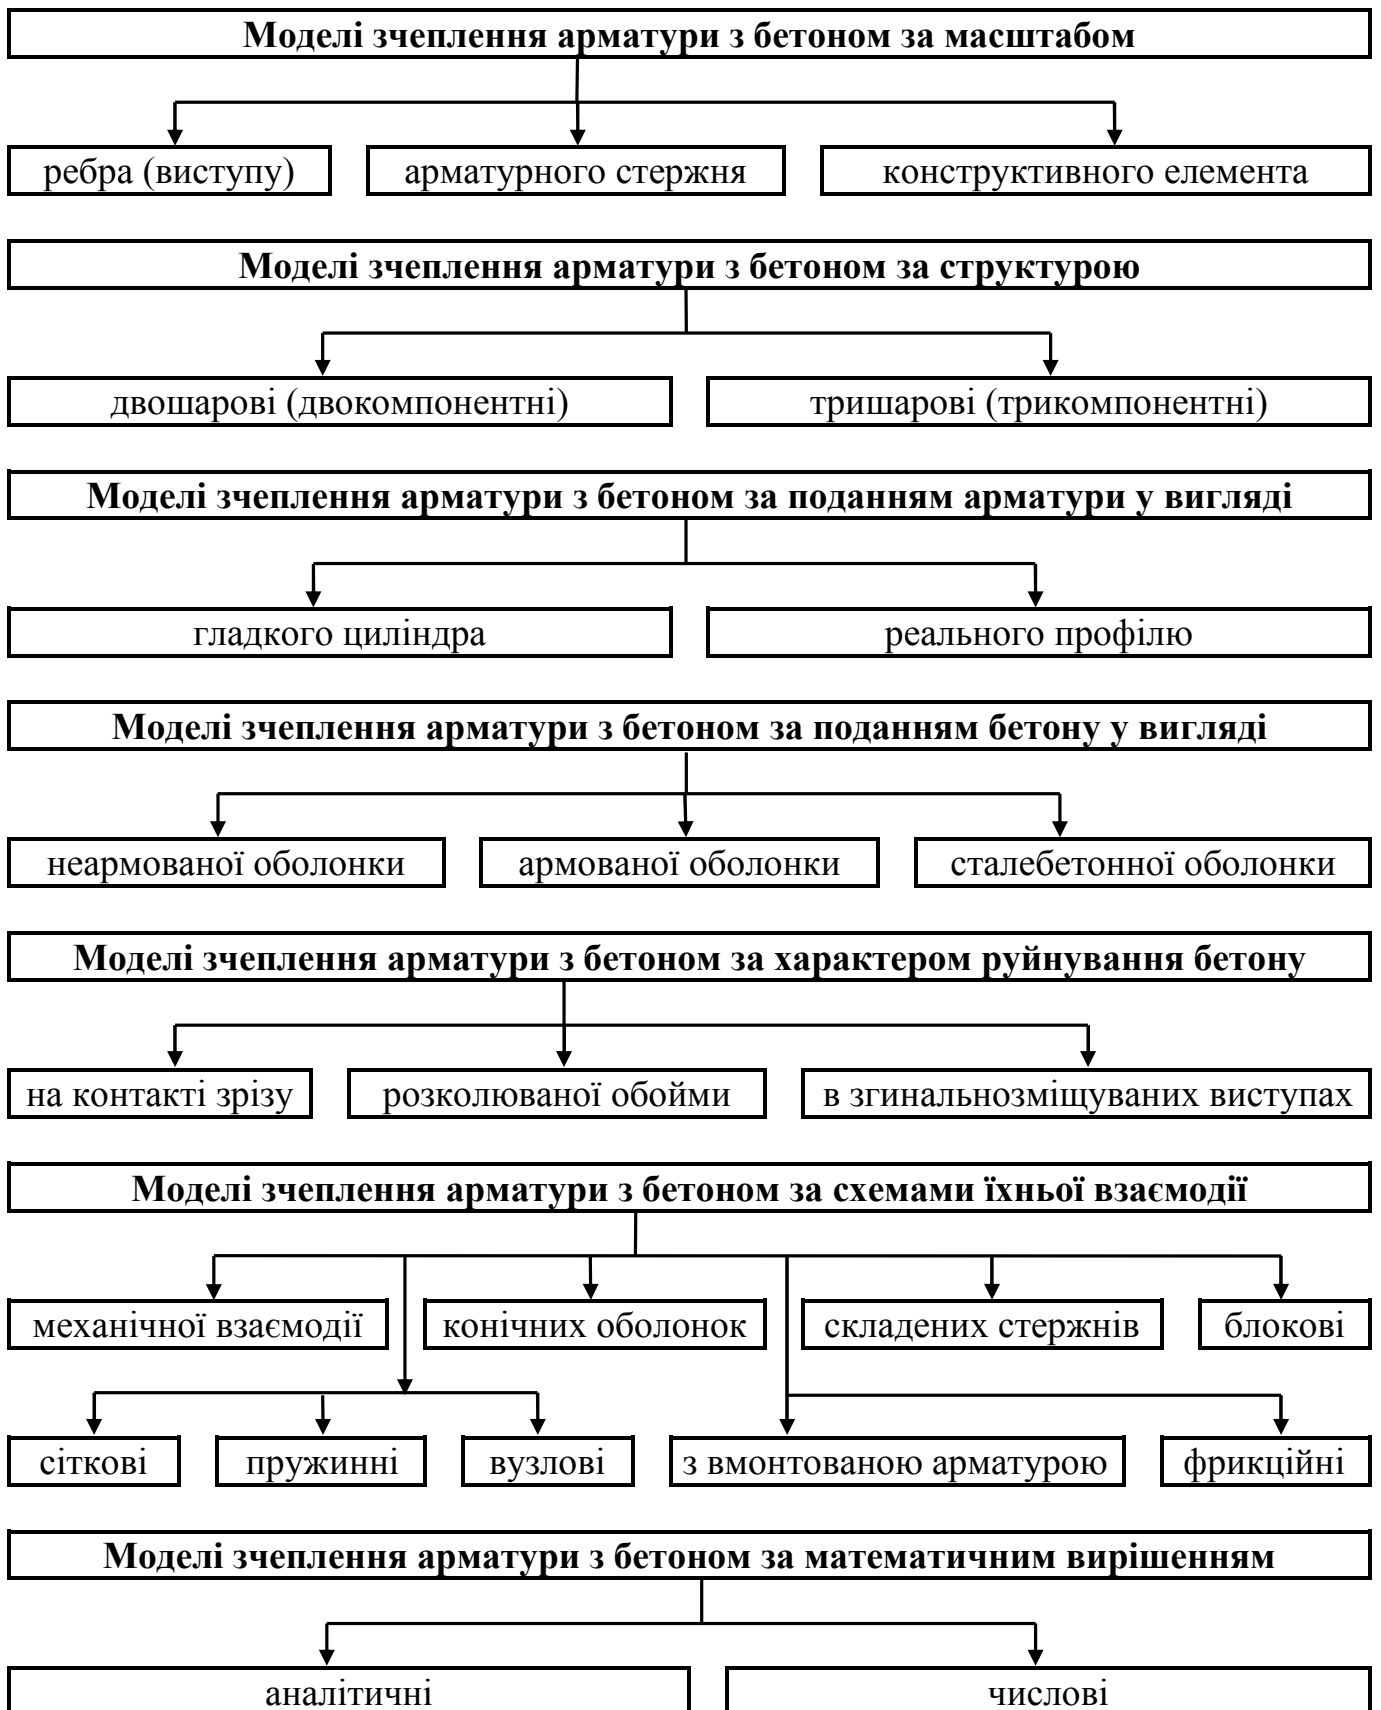 Моделі зчеплення арматури з бетоном за масштабом
ребра (виступу) арматурного стержня конструктивного елемента
Моделі зчеплення арматури з бетоном за структурою
двошарові (двокомпонентні) тришарові (трикомпонентні)
Моделі зчеплення арматури з бетоном за поданням арматури у вигляді
гладкого циліндра реального профілю
Моделі зчеплення арматури з бетоном за поданням бетону у вигляді
неармованої оболонки армованої оболонки сталебетонної оболонки
Моделі зчеплення арматури з бетоном за характером руйнування бетону
на контакті зрізу розколюваної обойми в згинальнозміщуваних виступах
Моделі зчеплення арматури з бетоном за схемами їхньої взаємодії
механічної взаємодії конічних оболонок складених стержнів блокові
сіткові пружинні вузлові з вмонтованою арматурою фрикційні
Моделі зчеплення арматури з бетоном за математичним вирішенням
аналітичні числові